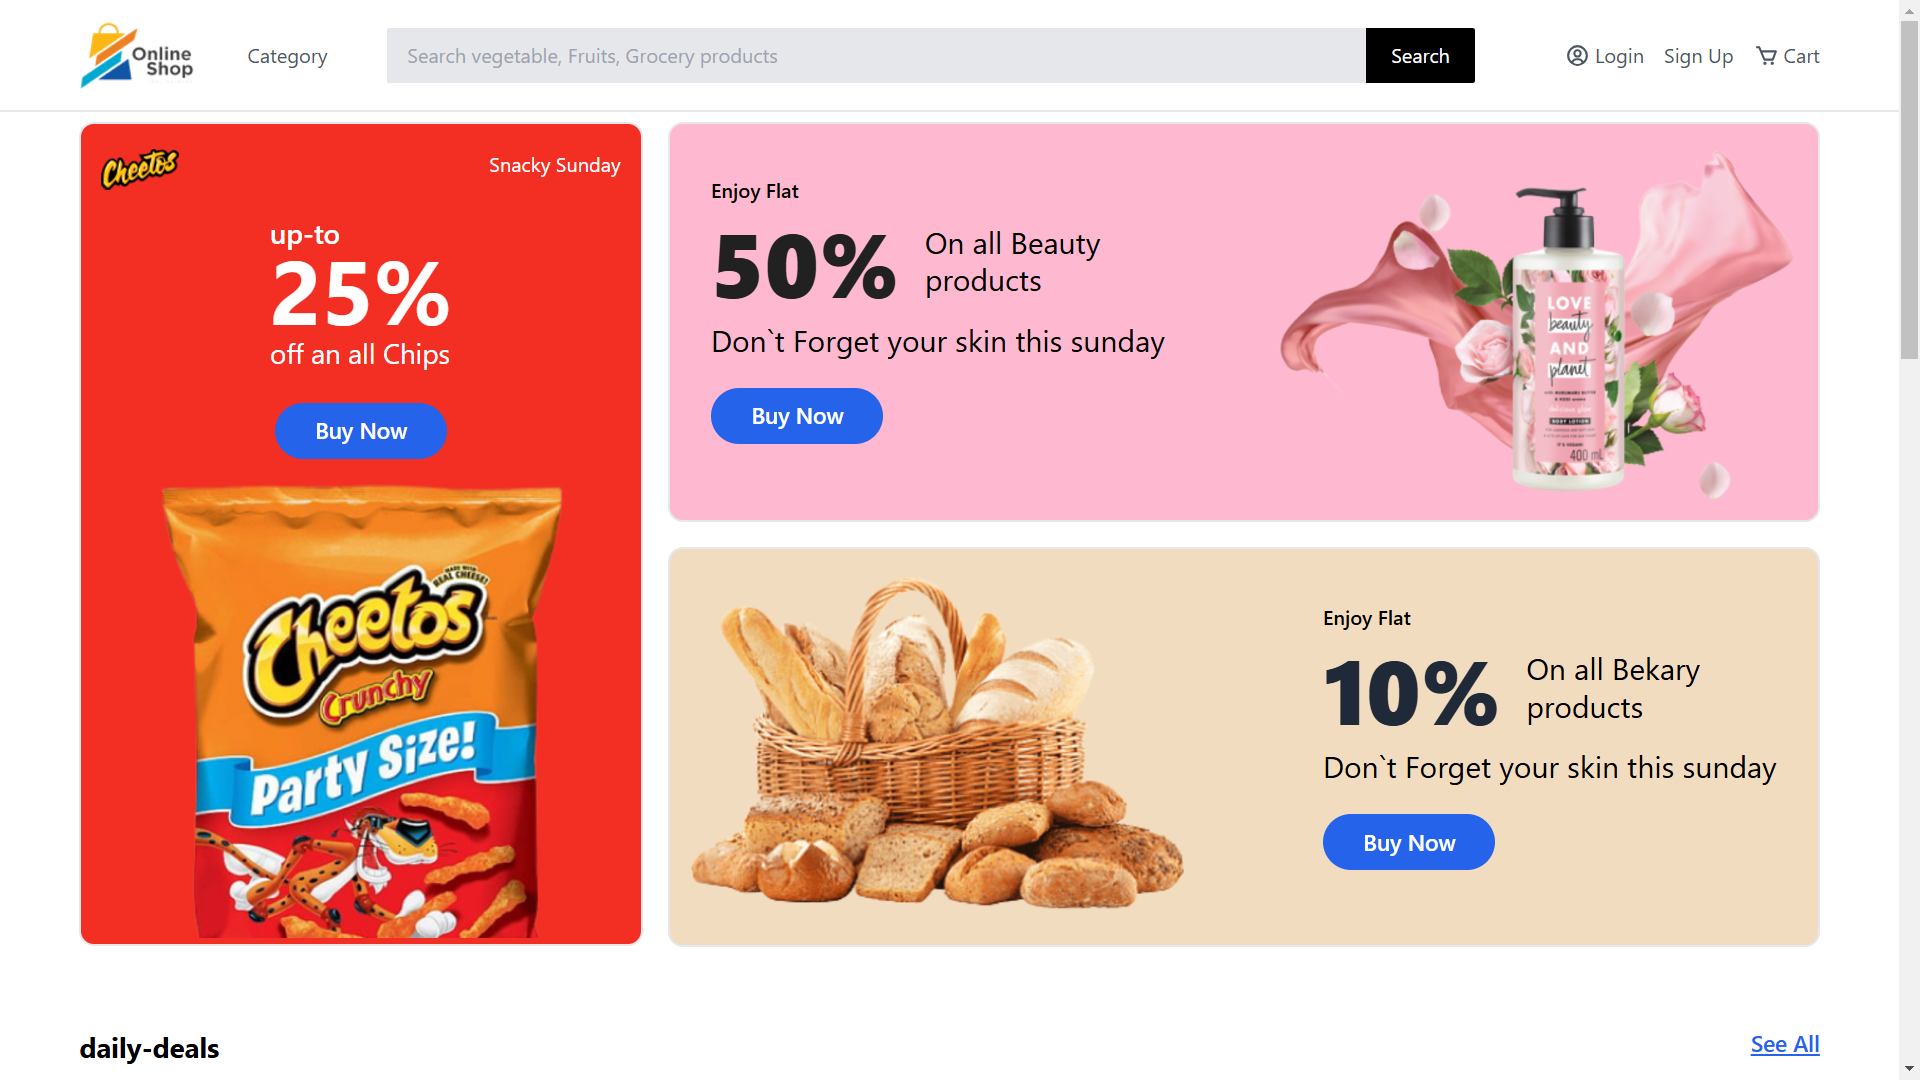 Online
Shop
Category
Search vegetable, Fruits, Grocery products
Search
Login
Sign Up
Cart
Cheetos
Snacky Sunday
up-to
25%
off an all Chips
Buy Now
MADE WITH
REAL CHEESE!
Cheetos
Crunchy
Party Size!
Enjoy Flat
50%
On all Beauty
products
Don`t Forget your skin this sunday
Buy Now
LOVE
beauty
AND
planet
BODY LOTION
400 mL
Enjoy Flat
10%
On all Bekary
products
Don`t Forget your skin this sunday
Buy Now
daily-deals
See All